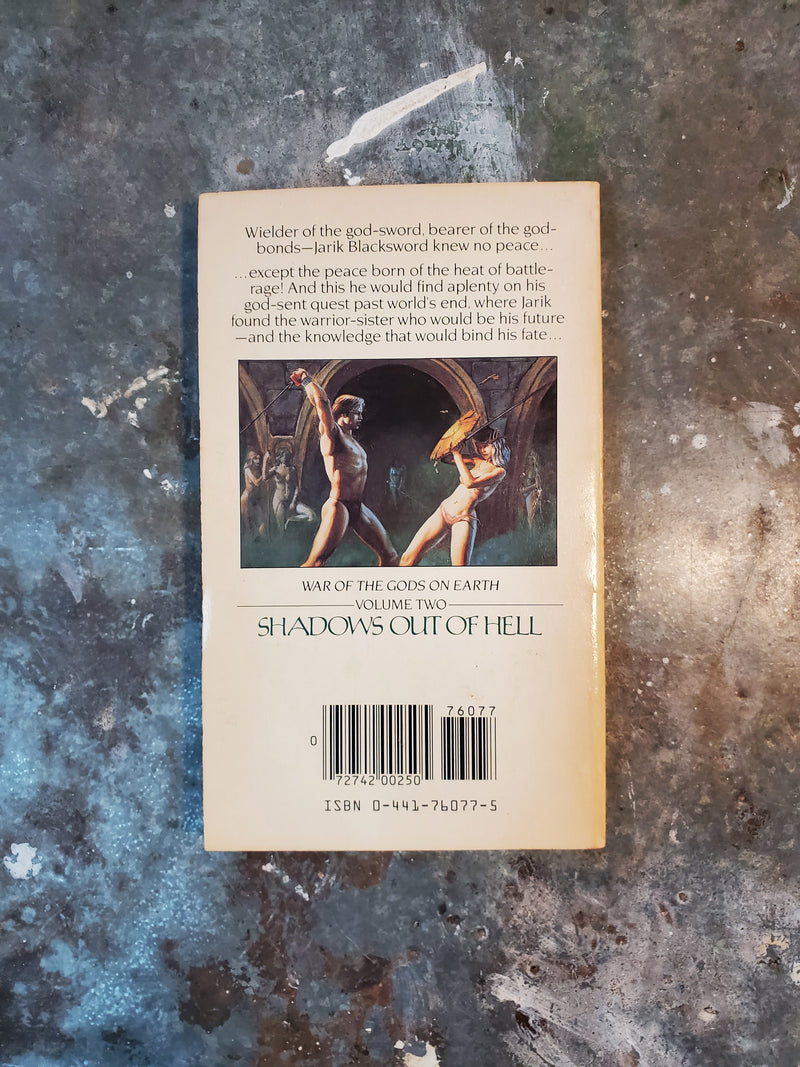 Wielder of the god-sword, bearer of the god-
bonds—Jarik Blacksword knew no peace...
...except the peace born of the heat of battle-
rage! And this he would find aplenty on his
god-sent quest past world's end, where Jarik
found the warrior-sister who would be his future
—and the knowledge that would bind his fate...
WAR OF THE GODS ON EARTH
VOLUME TWO
SHADOWS OUT OF HELL
76077
0
72742 00250
ISBN 0-441-76077-5